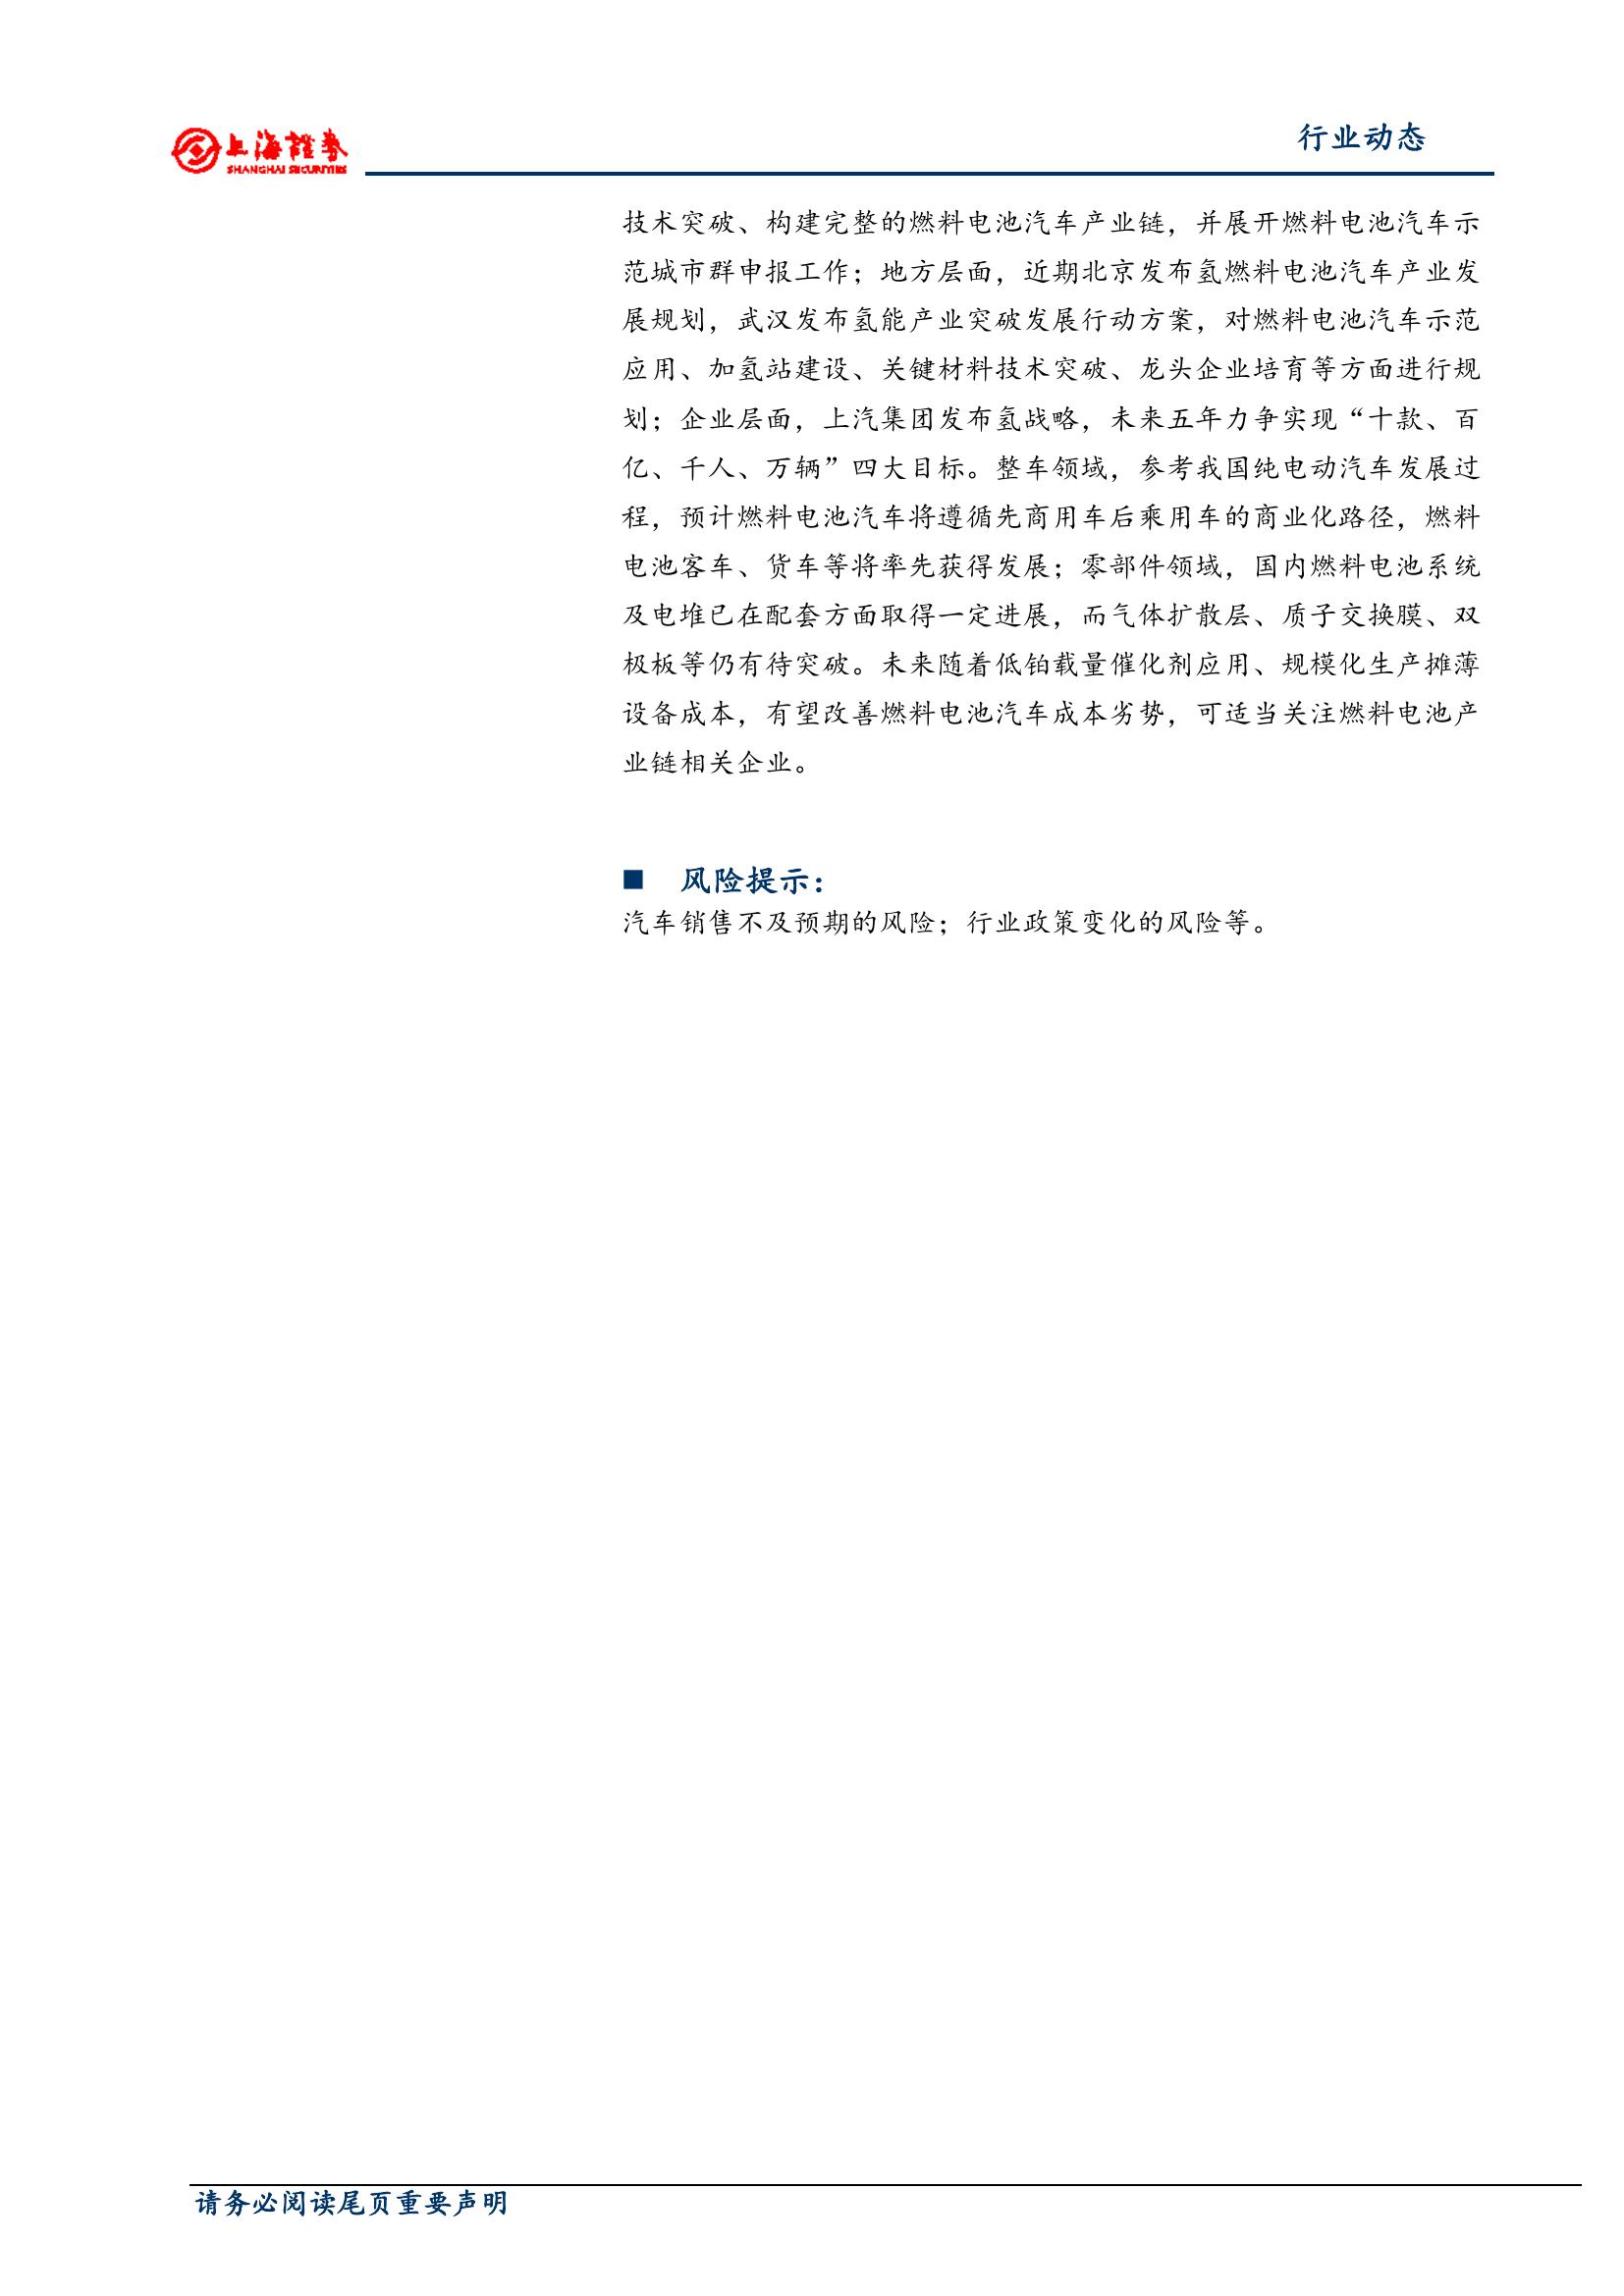 上海證券
SHANGHAI SECURITIES
行业动态
技术突破、构建完整的燃料电池汽车产业链，并展开燃料电池汽车示
范城市群申报工作；地方层面，近期北京发布氢燃料电池汽车产业发
展规划，武汉发布氢能产业突破发展行动方案，对燃料电池汽车示范
应用、加氢站建设、关键材料技术突破、龙头企业培育等方面进行规
划；企业层面，上汽集团发布氢战略，未来五年力争实现“十款、百
亿、千人、万辆”四大目标。整车领域，参考我国纯电动汽车发展过
程，预计燃料电池汽车将遵循先商用车后乘用车的商业化路径，燃料
电池客车、货车等将率先获得发展；零部件领域，国内燃料电池系统
及电堆已在配套方面取得一定进展，而气体扩散层、质子交换膜、双
极板等仍有待突破。未来随着低铂载量催化剂应用、规模化生产摊薄
设备成本，有望改善燃料电池汽车成本劣势，可适当关注燃料电池产
业链相关企业。
■ 风险提示：
汽车销售不及预期的风险；行业政策变化的风险等。
请务必阅读尾页重要声明